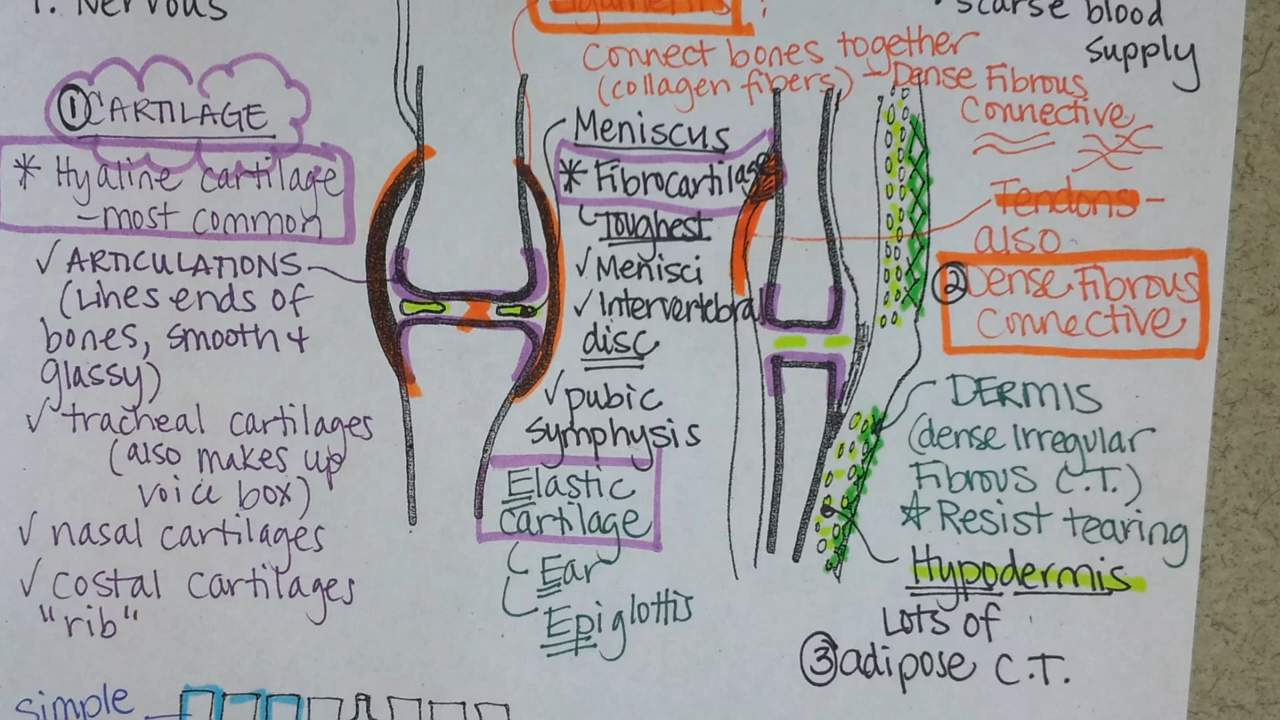 1. Nervous
Ligaments
scarse blood
supply
Connect bones together
(collagen fibers) - Dense Fibrous
Connective
① CARTILAGE
* Hyaline cartilage
- most common
✓ ARTICULATIONS
(Lines ends of
bones, smooth +
glassy)
✓ tracheal cartilages
(also makes up
voice box)
✓ nasal cartilages
✓ costal cartilages
"rib"
Meniscus
* Fibrocartilage
Toughest
✓ Menisci
✓ Intervertebral
disc
✓ pubic
symphysis
Elastic
cartilage
Ear
Epiglottis
Tendons -
also
② Dense Fibrous
Connective
DERMIS
(dense Irregular
Fibrous C.T.)
☆ Resist tearing
Hypodermis
Lots of
③ adipose C.T.
simple